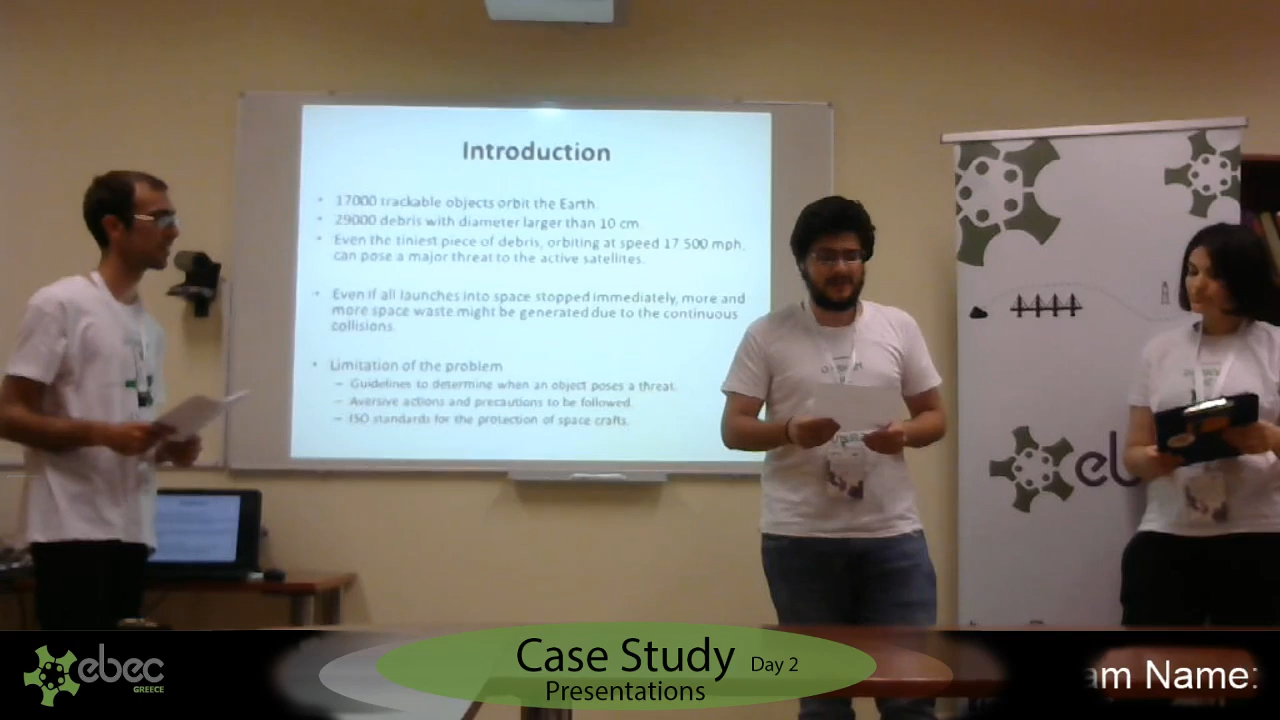 Introduction
• 17000 trackable objects orbit the Earth.
• 29000 debris with diameter larger than 10 cm.
• Even the tiniest piece of debris, orbiting at speed 17 500 mph,
can pose a major threat to the active satellites.
• Even if all launches into space stopped immediately, more and
more space waste might be generated due to the continuous
collisions.
• Limitation of the problem
– Guidelines to determine when an object poses a threat.
– Aversive actions and precautions to be followed.
– ISO standards for the protection of space crafts.
eb
ebec
GREECE
Case Study Day 2
Presentations
am Name: